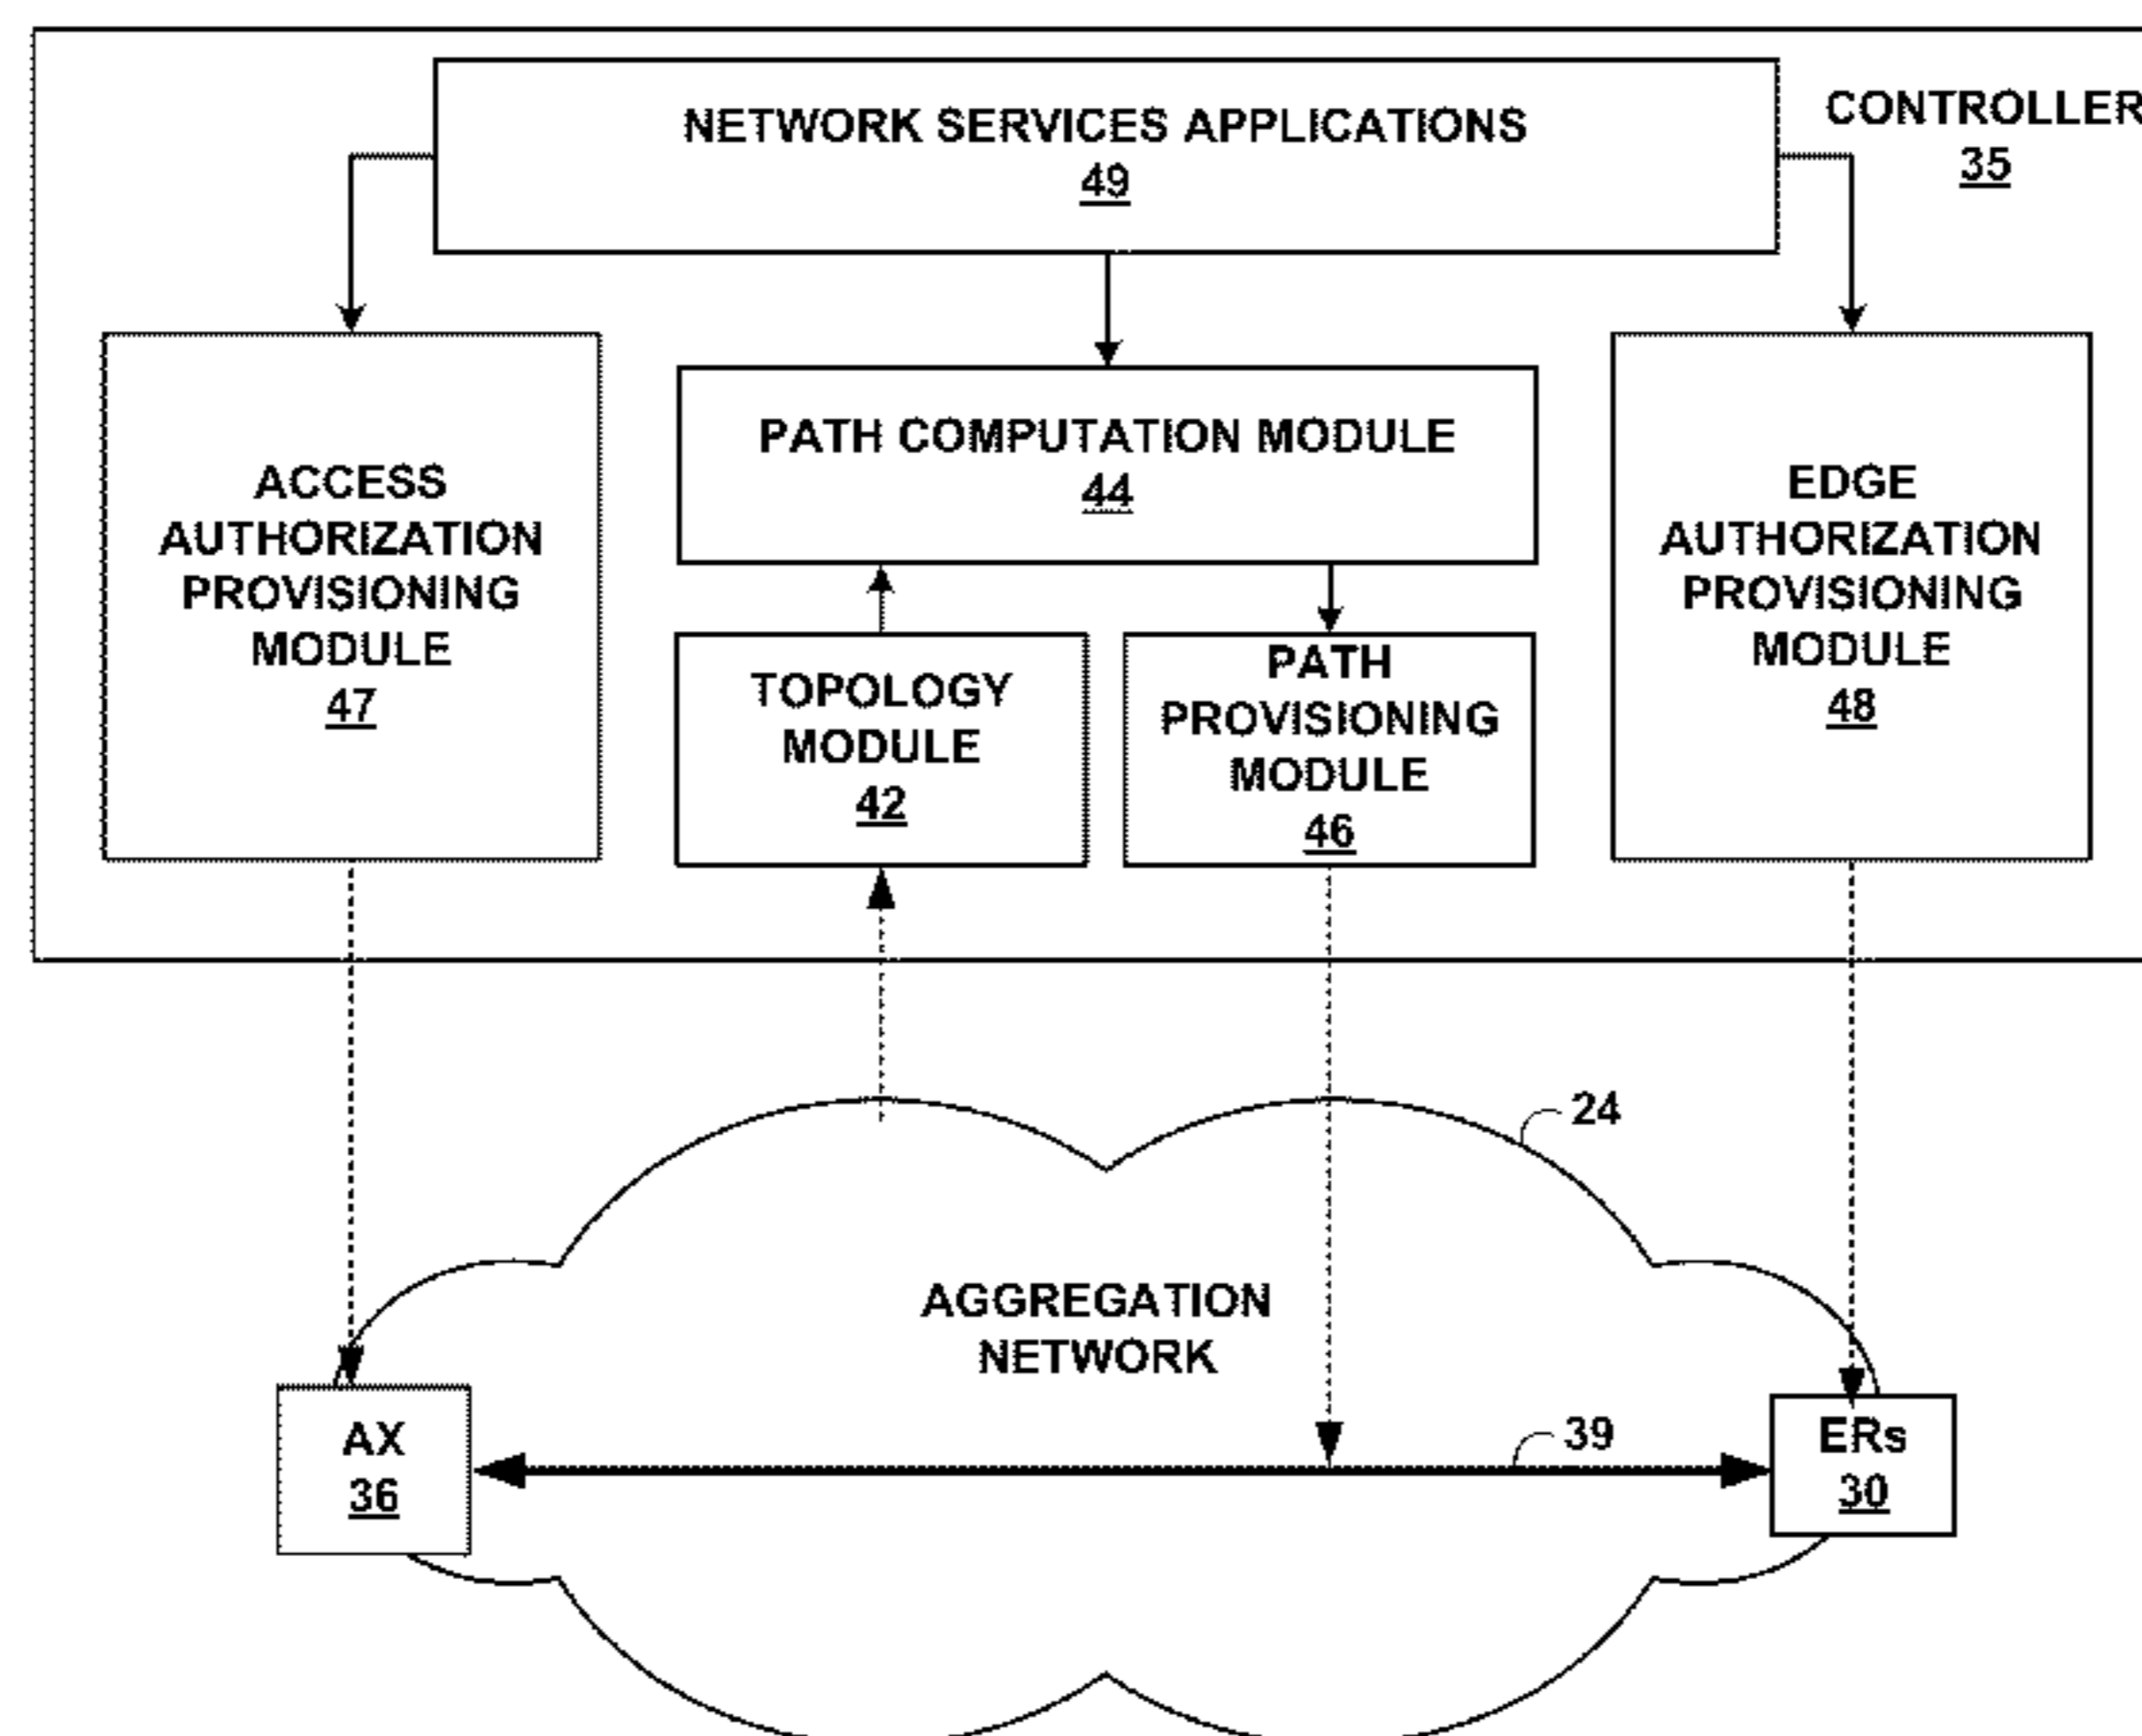 NETWORK SERVICES APPLICATIONS
49
CONTROLLER
35
ACCESS
AUTHORIZATION
PROVISIONING
MODULE
47
PATH COMPUTATION MODULE
44
EDGE
AUTHORIZATION
PROVISIONING
MODULE
48
TOPOLOGY
MODULE
42
PATH
PROVISIONING
MODULE
46
24
AGGREGATION
NETWORK
AX
36
39
ERs
30